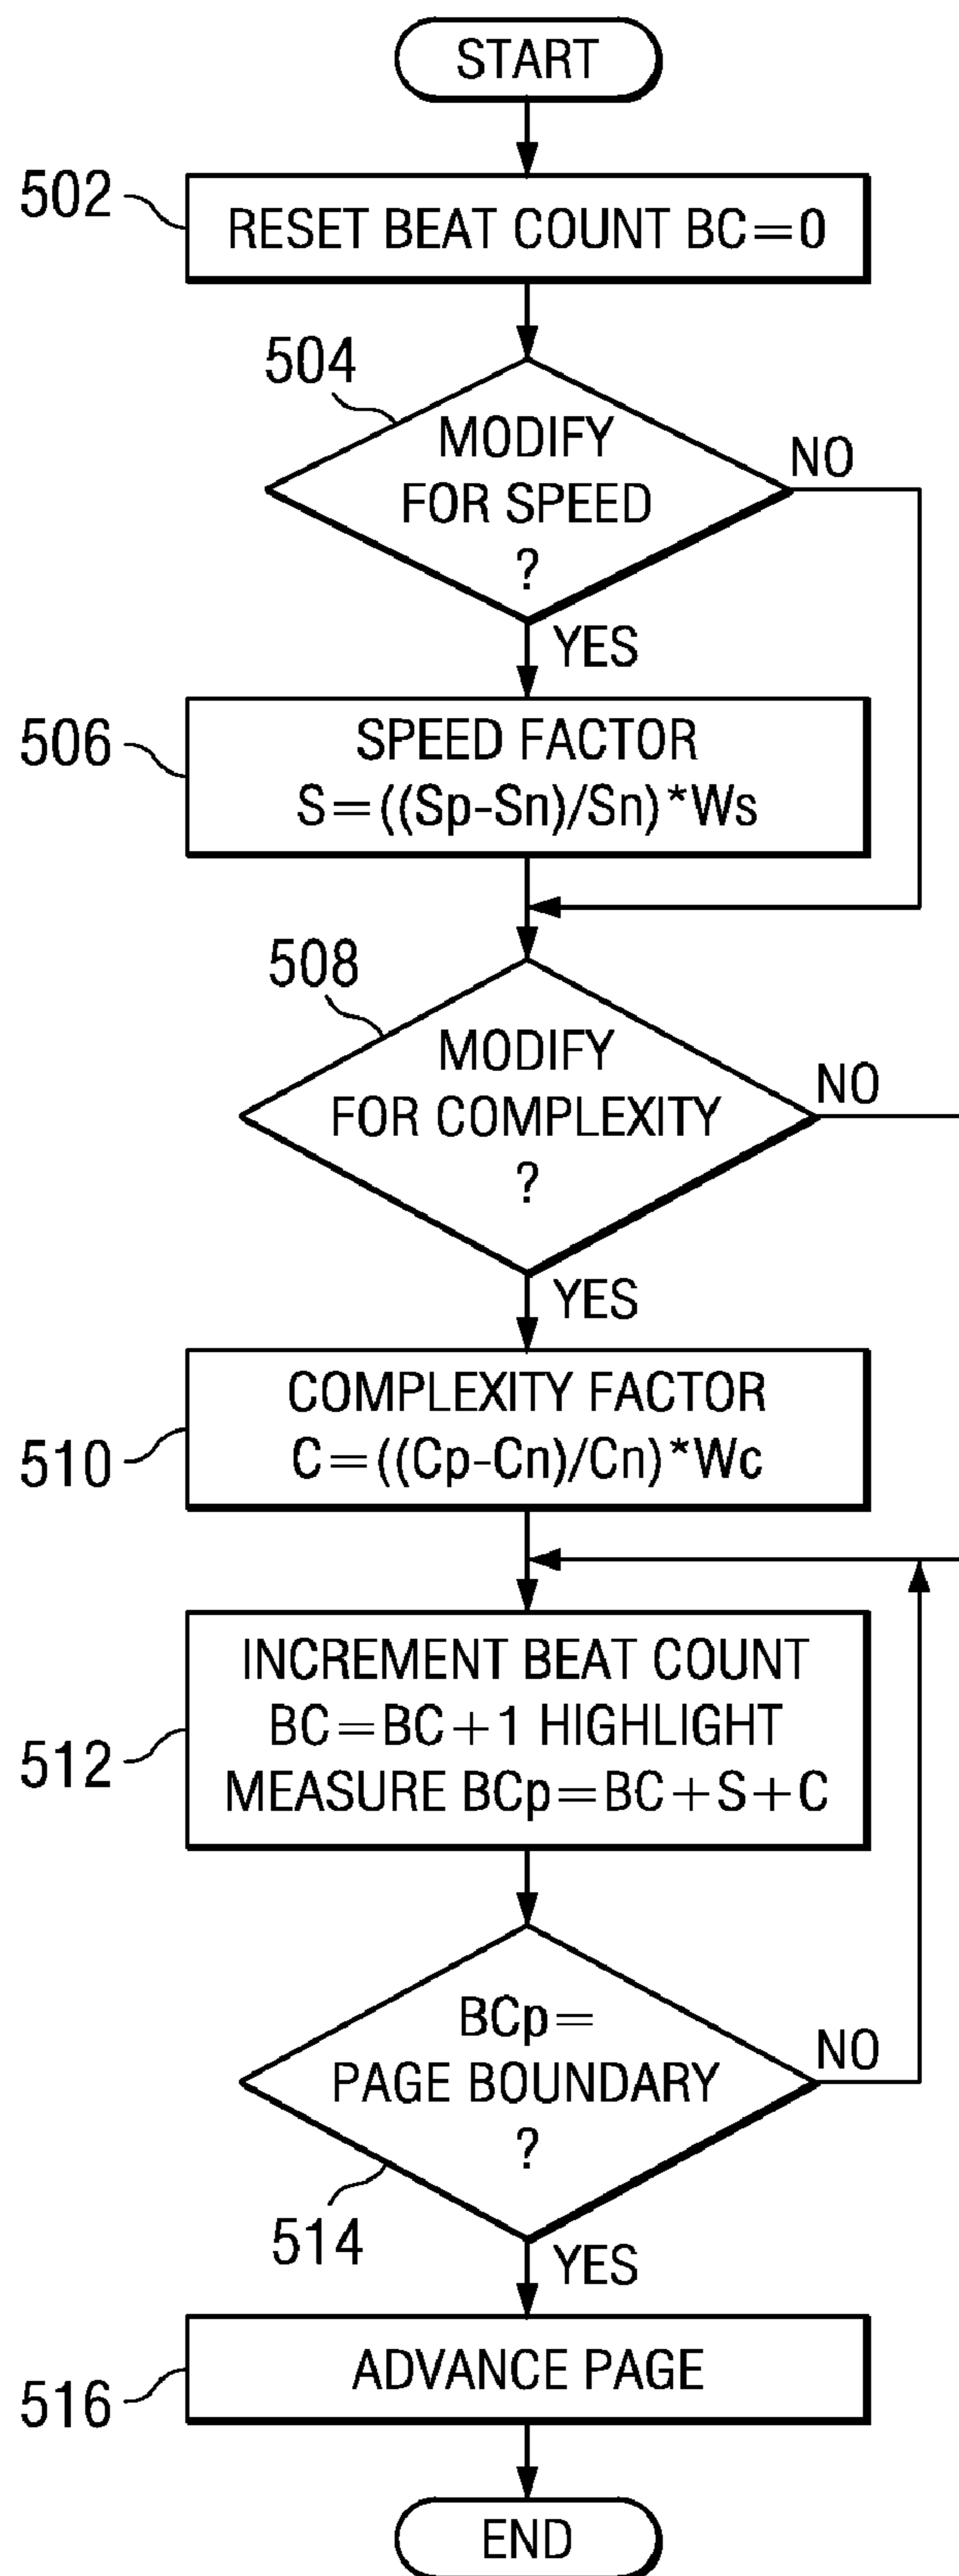 START
502
RESET BEAT COUNT BC=0
504
MODIFY
FOR SPEED
?
NO
YES
506
SPEED FACTOR
S=((Sp-Sn)/Sn)*Ws
508
MODIFY
FOR COMPLEXITY
?
NO
YES
510
COMPLEXITY FACTOR
C=((Cp-Cn)/Cn)*Wc
512
INCREMENT BEAT COUNT
BC=BC+1 HIGHLIGHT
MEASURE BCp=BC+S+C
BCp=
PAGE BOUNDARY
?
NO
514
YES
516
ADVANCE PAGE
END